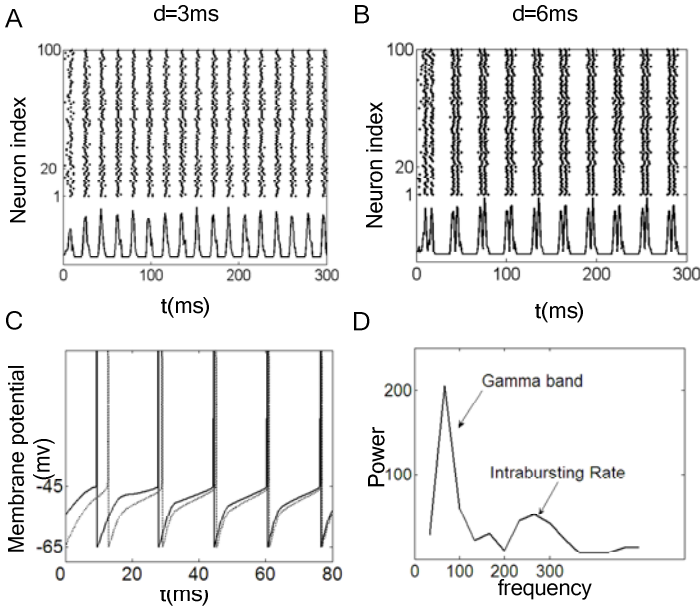 A
d=3ms
100
Neuron index
20
1
0
100
200
300
t(ms)
B
d=6ms
100
Neuron index
20
1
0
100
200
300
t(ms)
C
Membrane potential
(mv)
-45
-65
0
20
40
60
80
t(ms)
D
Power
200
100
Gamma band
Intrabursting Rate
0
100
200
300
frequency